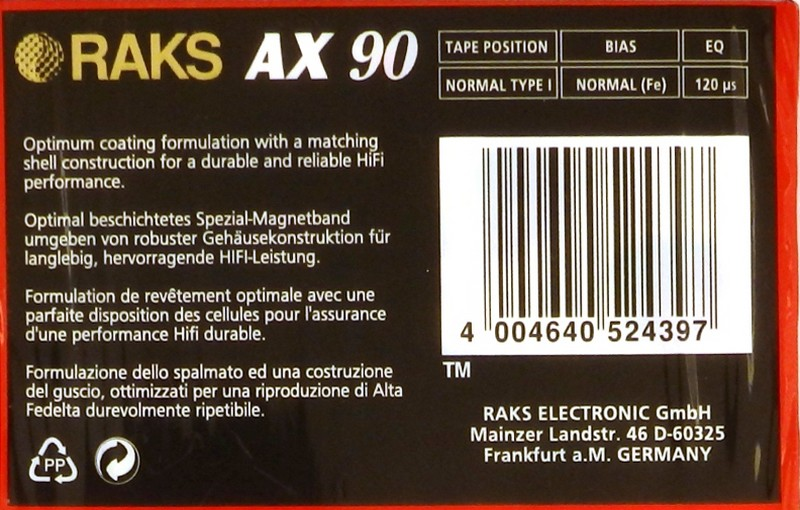 RAKS AX 90
TAPE POSITION BIAS EQ
NORMAL TYPE I NORMAL (Fe) 120 µs
Optimum coating formulation with a matching
shell construction for a durable and reliable HiFi
performance.
Optimal beschichtetes Spezial-Magnetband
umgeben von robuster Gehäusekonstruktion für
langlebig, hervorragende HIFI-Leistung.
Formulation de revêtement optimale avec une
parfaite disposition des cellules pour l'assurance
d'une performance Hifi durable.
Formulazione dello spalmato ed una costruzione
del guscio, ottimizzati per una riproduzione di Alta
Fedelta durevolmente ripetibile.
PP
4 004640 524397
TM
RAKS ELECTRONIC GmbH
Mainzer Landstr. 46 D-60325
Frankfurt a.M. GERMANY